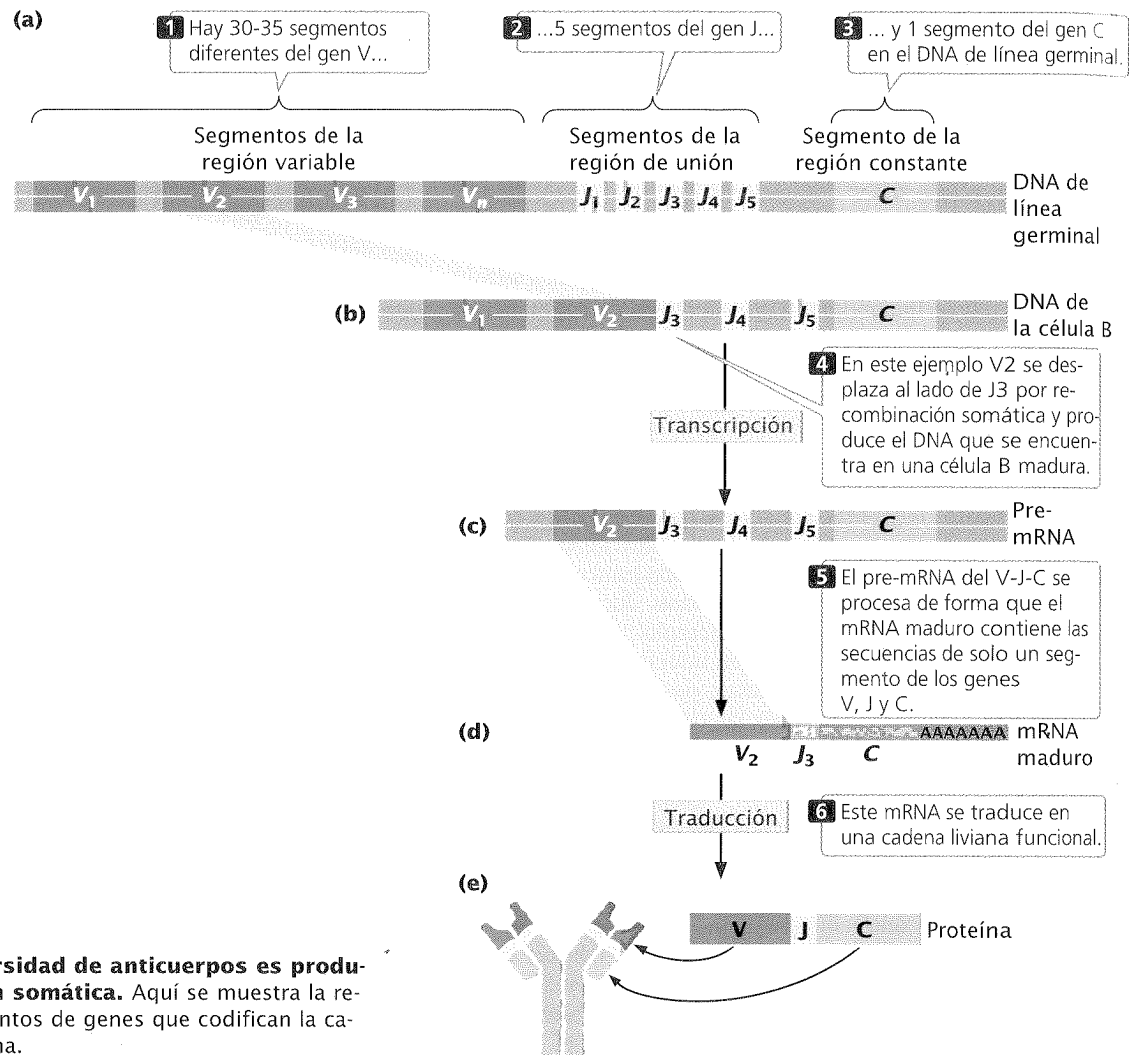 (a)
1 Hay 30-35 segmentos
diferentes del gen V...
2 ...5 segmentos del gen J...
3 ... y 1 segmento del gen C
en el DNA de línea germinal.
Segmentos de la
región variable
Segmentos de la
región de unión
Segmento de la
región constante
V1 V2 V3 Vn J1 J2 J3 J4 J5 C
DNA de
línea
germinal
(b)
V1 V2 J3 J4 J5 C
DNA de
la célula B
4 En este ejemplo V2 se des-
plaza al lado de J3 por re-
combinación somática y pro-
duce el DNA que se encuen-
tra en una célula B madura.
Transcripción
(c)
V2 J3 J4 J5 C
Pre-
mRNA
5 El pre-mRNA del V-J-C se
procesa de forma que el
mRNA maduro contiene las
secuencias de solo un seg-
mento de los genes
V, J y C.
(d)
AAAAAAA
mRNA
maduro
V2 J3 C
Traducción
6 Este mRNA se traduce en
una cadena liviana funcional.
(e)
V J C Proteína
rsidad de anticuerpos es produ-
n somática. Aquí se muestra la re-
ntos de genes que codifican la ca-
na.